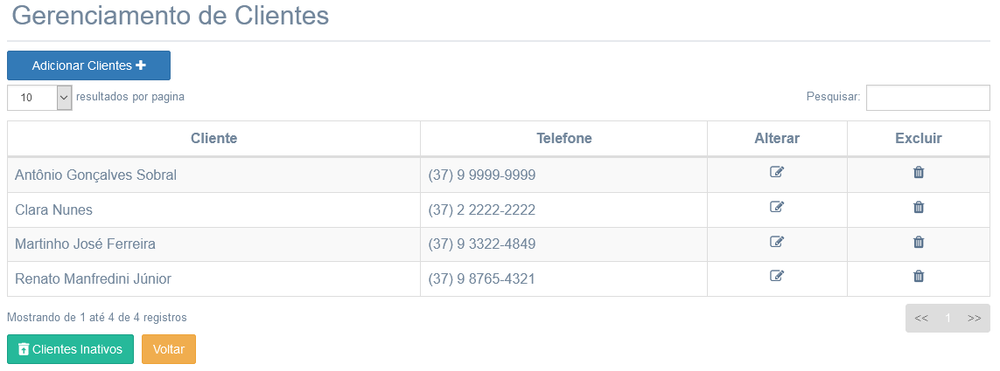 Gerenciamento de Clientes
Adicionar Clientes
10 resultados por pagina Pesquisar:
Cliente Telefone Alterar Excluir
Antônio Gonçalves Sobral (37) 9 9999-9999
Clara Nunes (37) 2 2222-2222
Martinho José Ferreira (37) 9 3322-4849
Renato Manfredini Júnior (37) 9 8765-4321
Mostrando de 1 até 4 de 4 registros << 1 >>
Clientes Inativos Voltar